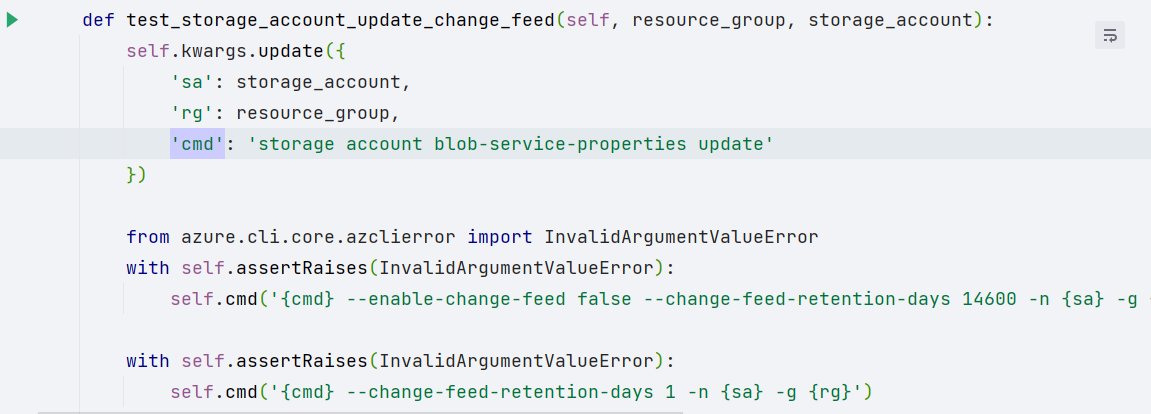 def test_storage_account_update_change_feed(self, resource_group, storage_account):
self.kwargs.update({
'sa': storage_account,
'rg': resource_group,
'cmd': 'storage account blob-service-properties update'
})
from azure.cli.core.azclierror import InvalidArgumentValueError
with self.assertRaises(InvalidArgumentValueError):
self.cmd('{cmd} --enable-change-feed false --change-feed-retention-days 14600 -n {sa} -g
with self.assertRaises(InvalidArgumentValueError):
self.cmd('{cmd} --change-feed-retention-days 1 -n {sa} -g {rg}')